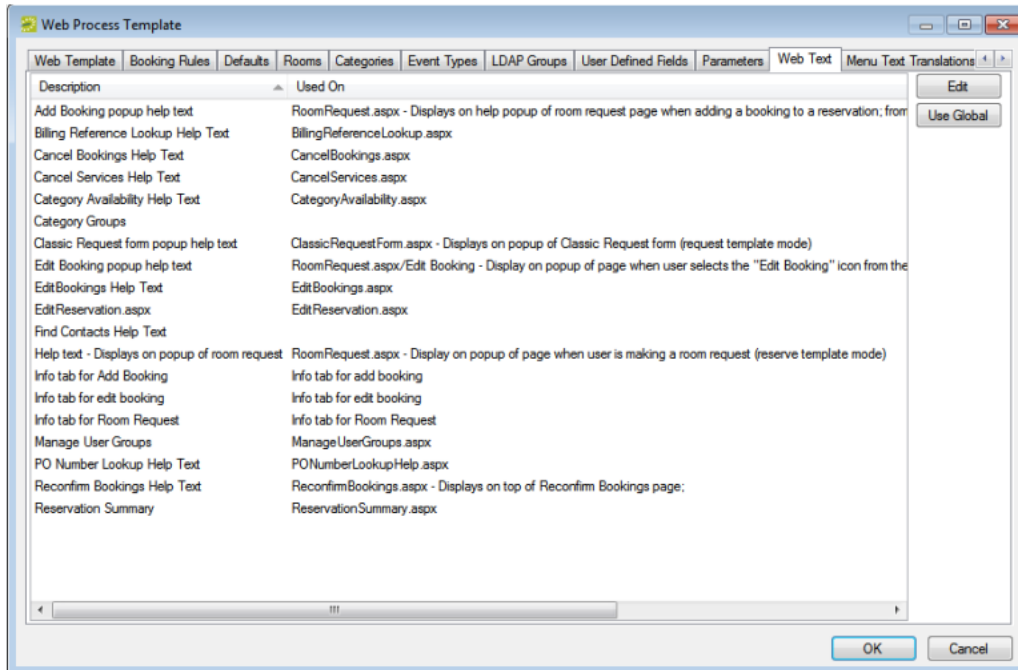 Web Process Template
Web Template Booking Rules Defaults Rooms Categories Event Types LDAP Groups User Defined Fields Parameters Web Text Menu Text Translations
Description Used On Edit
Add Booking popup help text RoomRequest.aspx - Displays on help popup of room request page when adding a booking to a reservation; from Use Global
Billing Reference Lookup Help Text BillingReferenceLookup.aspx
Cancel Bookings Help Text CancelBookings.aspx
Cancel Services Help Text CancelServices.aspx
Category Availability Help Text CategoryAvailability.aspx
Category Groups
Classic Request form popup help text ClassicRequestForm.aspx - Displays on popup of Classic Request form (request template mode)
Edit Booking popup help text RoomRequest.aspx/Edit Booking - Display on popup of page when user selects the "Edit Booking" icon from the
EditBookings Help Text EditBookings.aspx
EditReservation.aspx EditReservation.aspx
Find Contacts Help Text
Help text - Displays on popup of room request RoomRequest.aspx - Display on popup of page when user is making a room request (reserve template mode)
Info tab for Add Booking Info tab for add booking
Info tab for edit booking Info tab for edit booking
Info tab for Room Request Info tab for Room Request
Manage User Groups ManageUserGroups.aspx
PO Number Lookup Help Text PONumberLookupHelp.aspx
Reconfirm Bookings Help Text ReconfirmBookings.aspx - Displays on top of Reconfirm Bookings page;
Reservation Summary ReservationSummary.aspx
OK Cancel